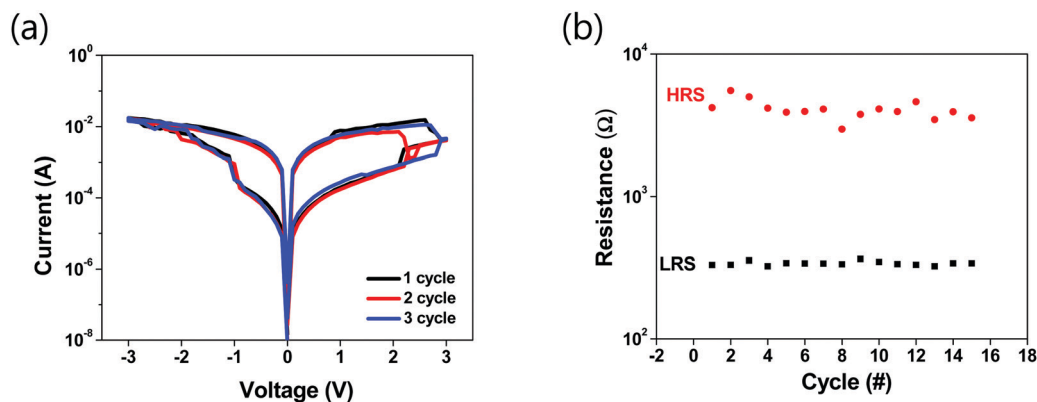 (a)
10^0
10^-2
10^-4
10^-6
10^-8
Current (A)
1 cycle
2 cycle
3 cycle
-3 -2 -1 0 1 2 3
Voltage (V)
(b)
10^4
10^3
10^2
Resistance (Ω)
HRS
LRS
-2 0 2 4 6 8 10 12 14 16 18
Cycle (#)